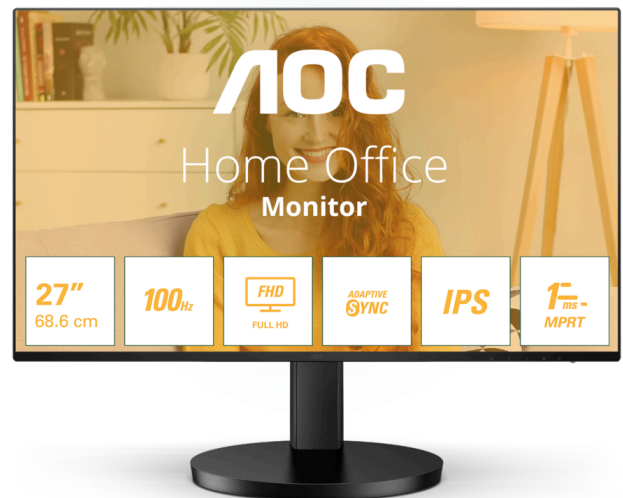 AOC
Home Office
Monitor
27"
68.6 cm
100Hz
FHD
FULL HD
ADAPTIVE
SYNC
IPS
1ms
MPRT